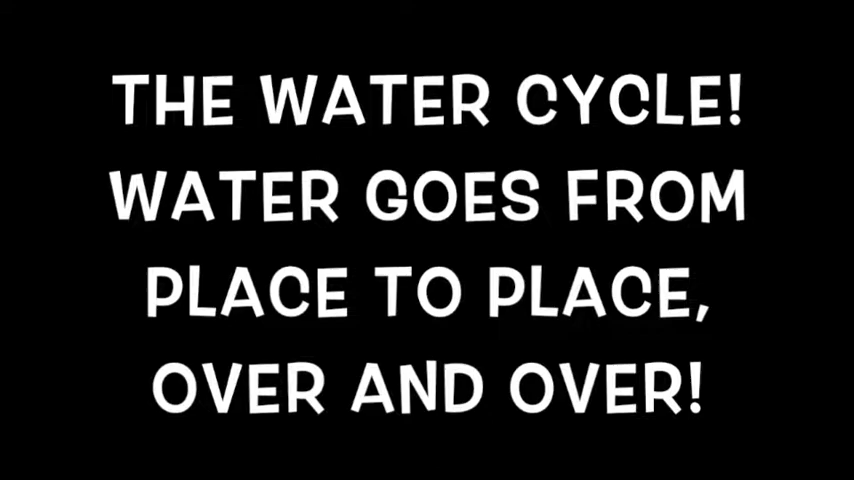 THE WATER CYCLE!
WATER GOES FROM
PLACE TO PLACE,
OVER AND OVER!